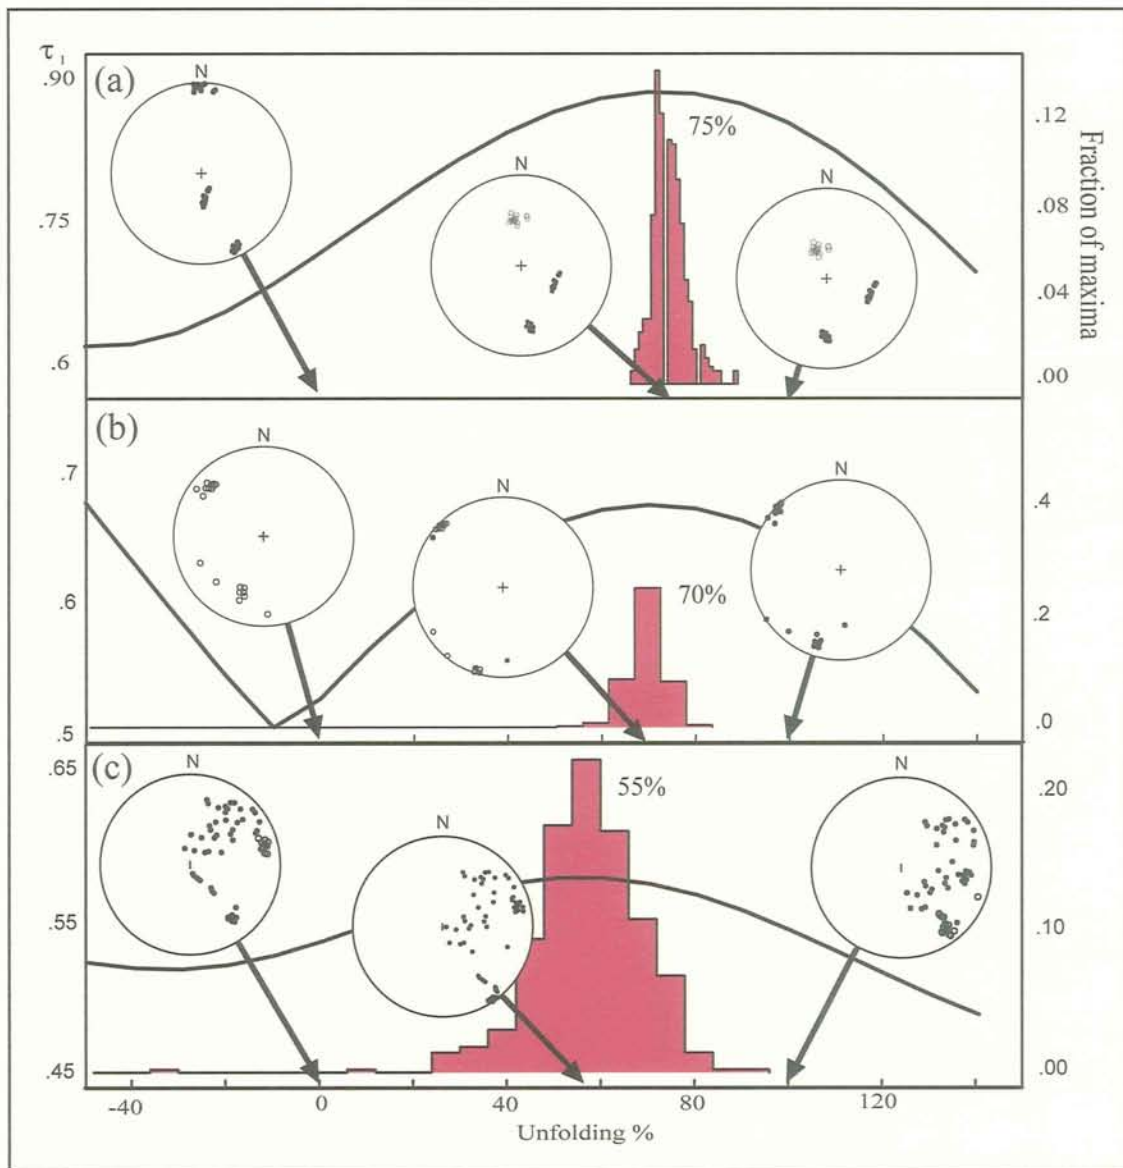 τ1
.90
(a)
N
75%
.12
N
N
.75
.08
Fraction of maxima
.04
.6
.00
(b)
N
.7
N
N
.4
.6
70%
.2
.5
.0
.65
(c)
N
55%
N
.20
N
.55
.10
.45
.00
-40 0 40 80 120
Unfolding %